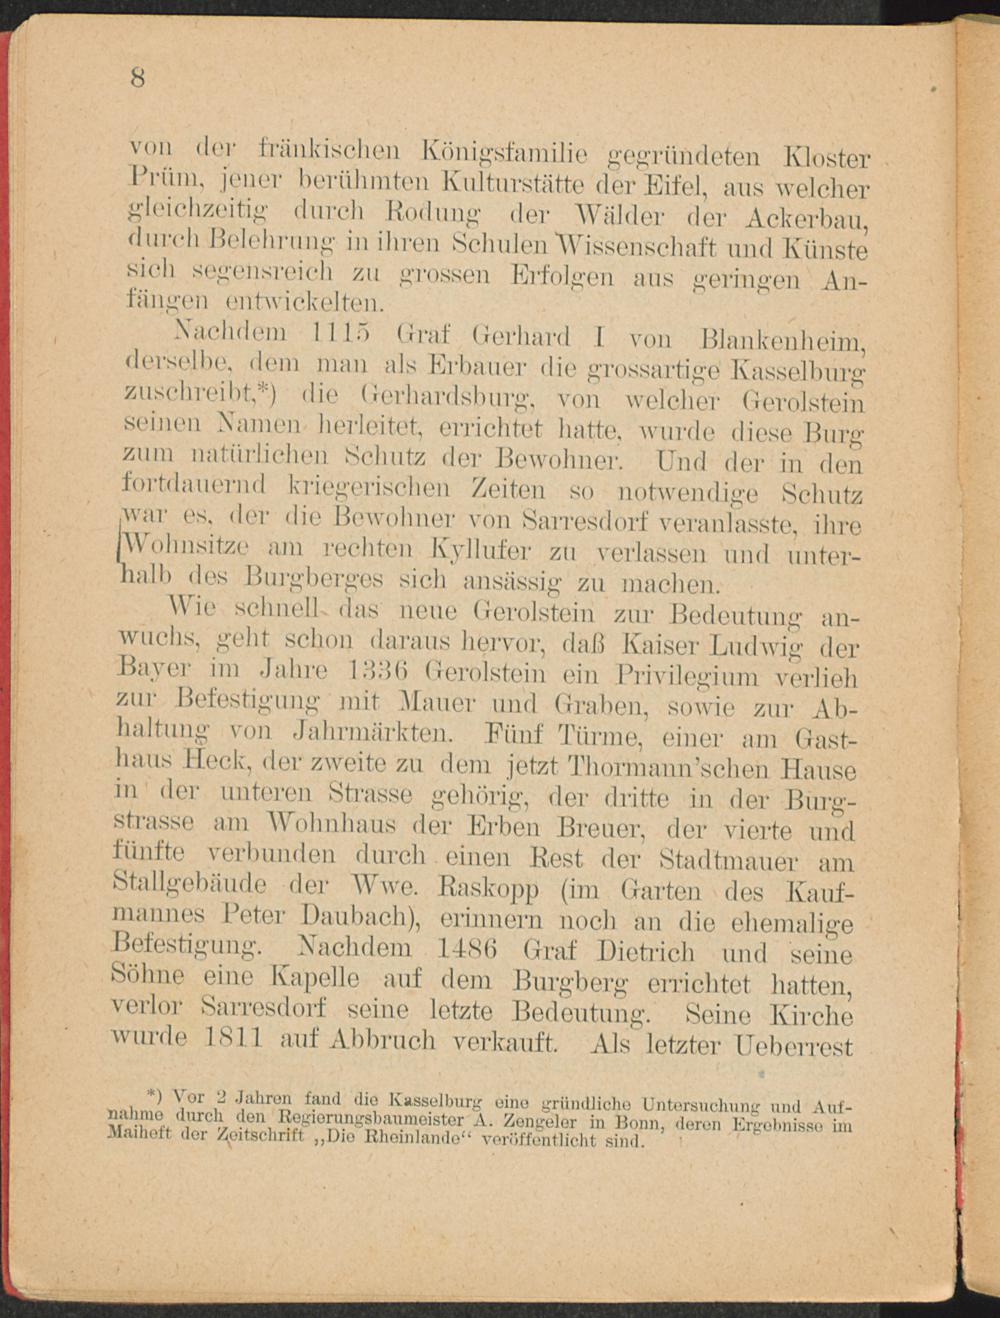 8
von der fränkischen Königsfamilie gegründeten Kloster
Prüm, jener berühmten Kulturstätte der Eifel, aus welcher
gleichzeitig durch Rodung der Wälder der Ackerbau,
durch Belehrung in ihren Schulen Wissenschaft und Künste
sich segensreich zu grossen Erfolgen aus geringen An-
fängen entwickelten.
Nachdem 1115 Graf Gerhard I von Blankenheim,
derselbe, dem man als Erbauer die grossartige Kasselburg
zuschreibt,*) die Gerhardsburg, von welcher Gerolstein
seinen Namen herleitet, errichtet hatte, wurde diese Burg
zum natürlichen Schutz der Bewohner. Und der in den
fortdauernd kriegerischen Zeiten so notwendige Schutz
war es, der die Bewohner von Sarresdorf veranlasste, ihre
Wohnsitze am rechten Kyllufer zu verlassen und unter-
halb des Burgberges sich ansässig zu machen.
Wie schnell das neue Gerolstein zur Bedeutung an-
wuchs, geht schon daraus hervor, daß Kaiser Ludwig der
Bayer im Jahre 1336 Gerolstein ein Privilegium verlieh
zur Befestigung mit Mauer und Graben, sowie zur Ab-
haltung von Jahrmärkten. Fünf Türme, einer am Gast-
haus Heck, der zweite zu dem jetzt Thormann'schen Hause
in der unteren Strasse gehörig, der dritte in der Burg-
strasse am Wohnhaus der Erben Breuer, der vierte und
fünfte verbunden durch einen Rest der Stadtmauer am
Stallgebäude der Wwe. Raskopp (im Garten des Kauf-
mannes Peter Daubach), erinnern noch an die ehemalige
Befestigung. Nachdem 1486 Graf Dietrich und seine
Söhne eine Kapelle auf dem Burgberg errichtet hatten,
verlor Sarresdorf seine letzte Bedeutung. Seine Kirche
wurde 1811 auf Abbruch verkauft. Als letzter Ueberrest
*) Vor 2 Jahren fand die Kasselburg eine gründliche Untersuchung und Auf-
nahme durch den Regierungsbaumeister A. Zengeler in Bonn, deren Ergebnisse im
Maiheft der Zeitschrift „Die Rheinlande“ veröffentlicht sind.